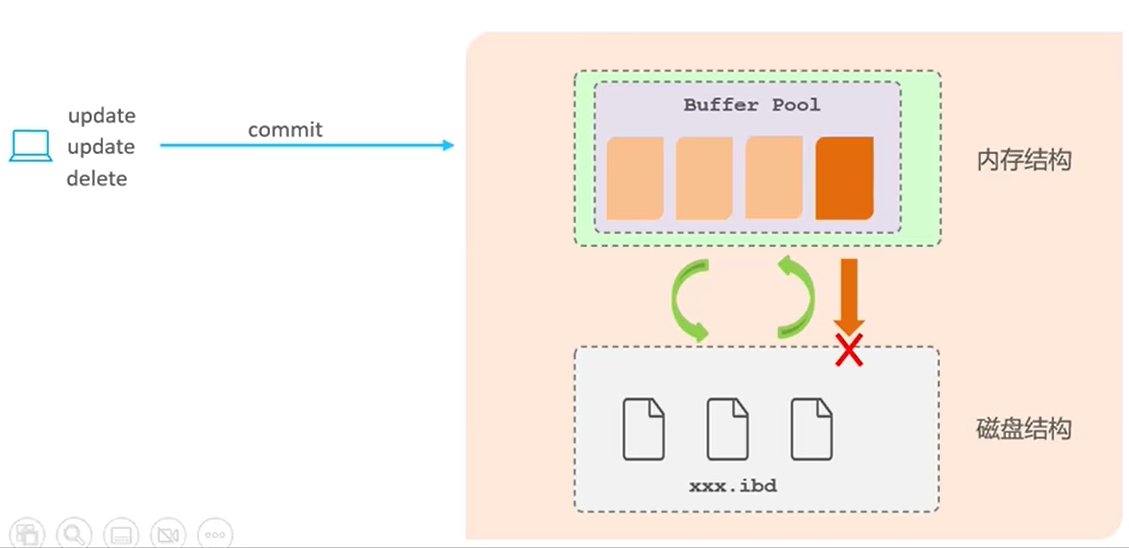 update
update
delete
commit
Buffer Pool
内存结构
磁盘结构
xxx.ibd